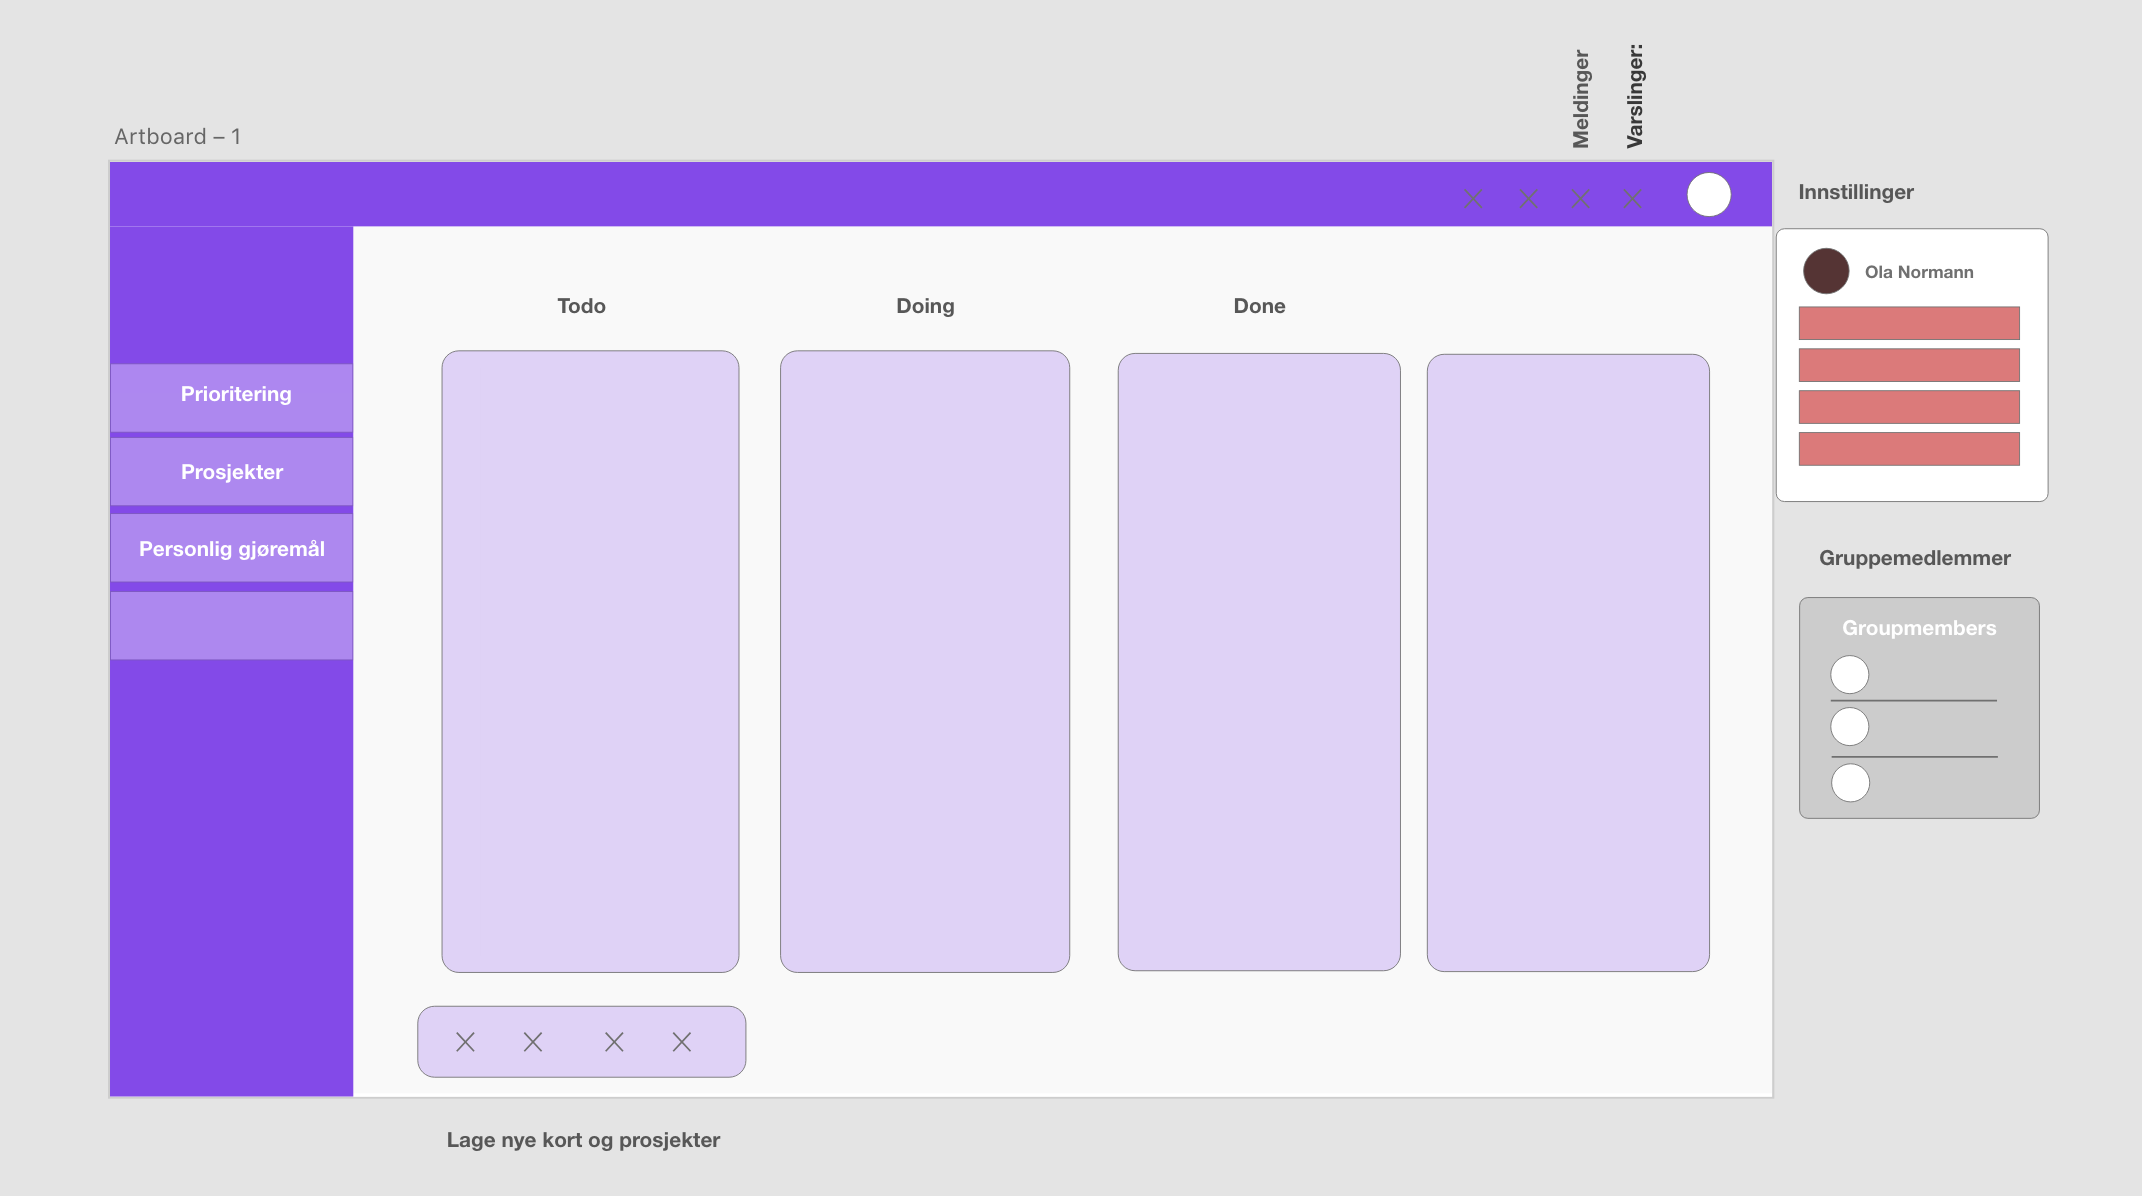 Meldinger
Varslinger:
Artboard – 1
Innstillinger
Ola Normann
Todo
Doing
Done
Prioritering
Prosjekter
Personlig gjøremål
Gruppemedlemmer
Groupmembers
Lage nye kort og prosjekter